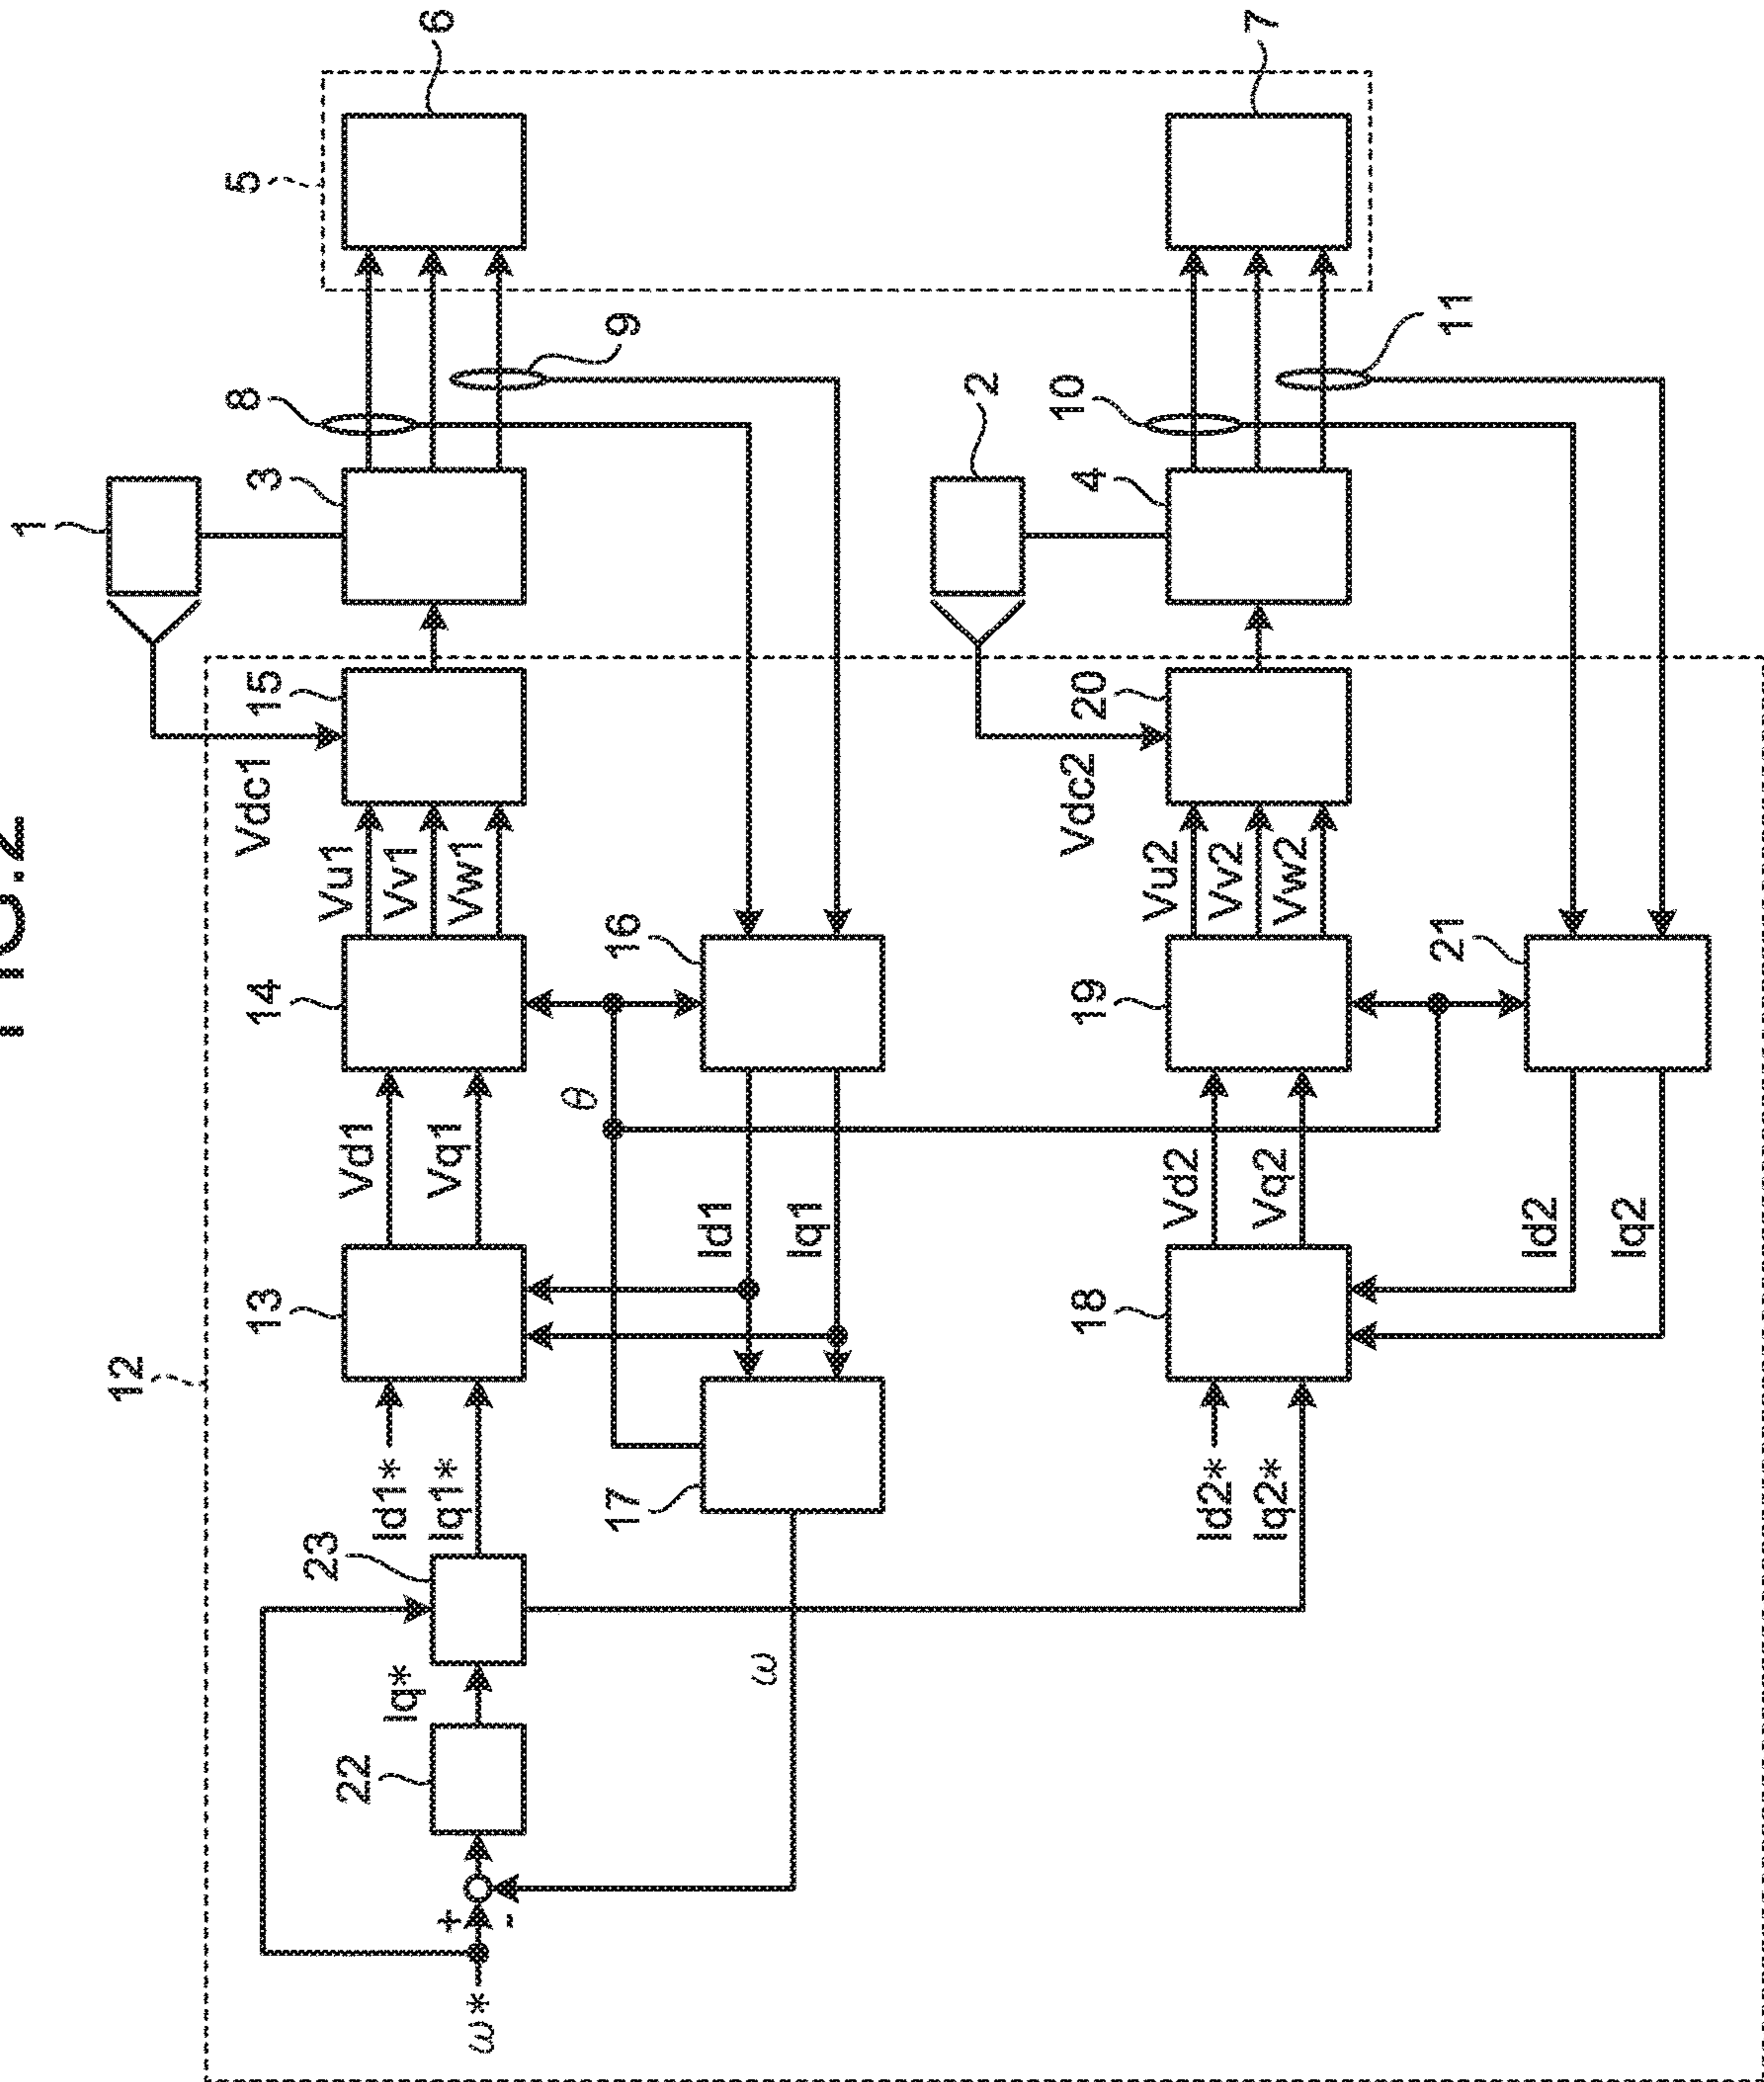 FIG.2
12
ω*
+
-
22
Iq*
23
Id1*
Iq1*
13
Vd1
Vq1
14
Vu1
Vv1
Vw1
Vdc1
15
1
3
8
9
5
6
ω
17
Id1
Iq1
θ
16
Id2*
Iq2*
18
Vd2
Vq2
19
Vu2
Vv2
Vw2
Vdc2
20
2
4
10
11
7
Id2
Iq2
21